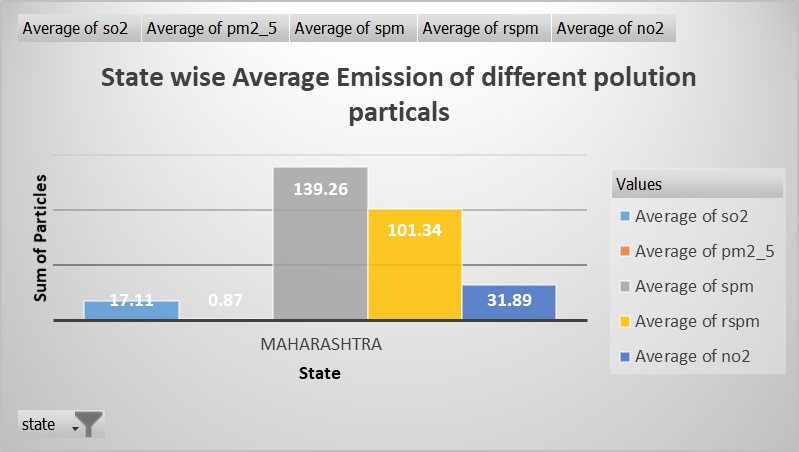 Average of so2 Average of pm2_5 Average of spm Average of rspm Average of no2
State wise Average Emission of different polution
particals
Sum of Particles
139.26
101.34
17.11 0.87 31.89
MAHARASHTRA
State
Values
Average of so2
Average of pm2_5
Average of spm
Average of rspm
Average of no2
state